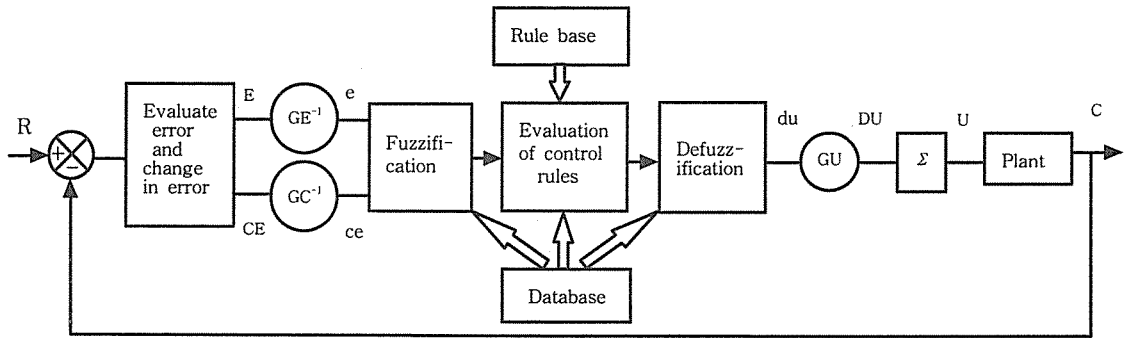 Rule base
R
+
−
Evaluate
error
and
change
in error
E
GE⁻¹
e
CE
GC⁻¹
ce
Fuzzifi-
cation
Evaluation
of control
rules
Defuzz-
ification
du
GU
DU
Σ
U
Plant
C
Database